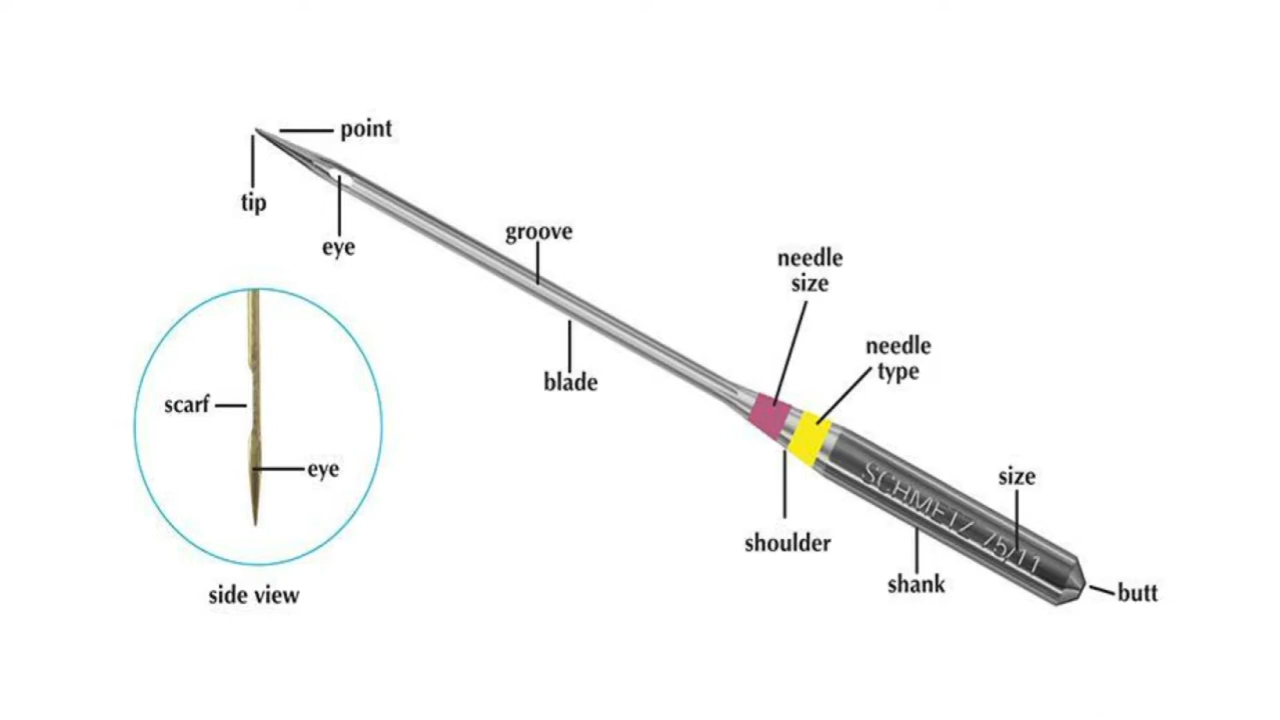 point
tip
eye
groove
needle
size
needle
type
blade
scarf
eye
SCHMETZ 75/11
size
shoulder
shank
butt
side view